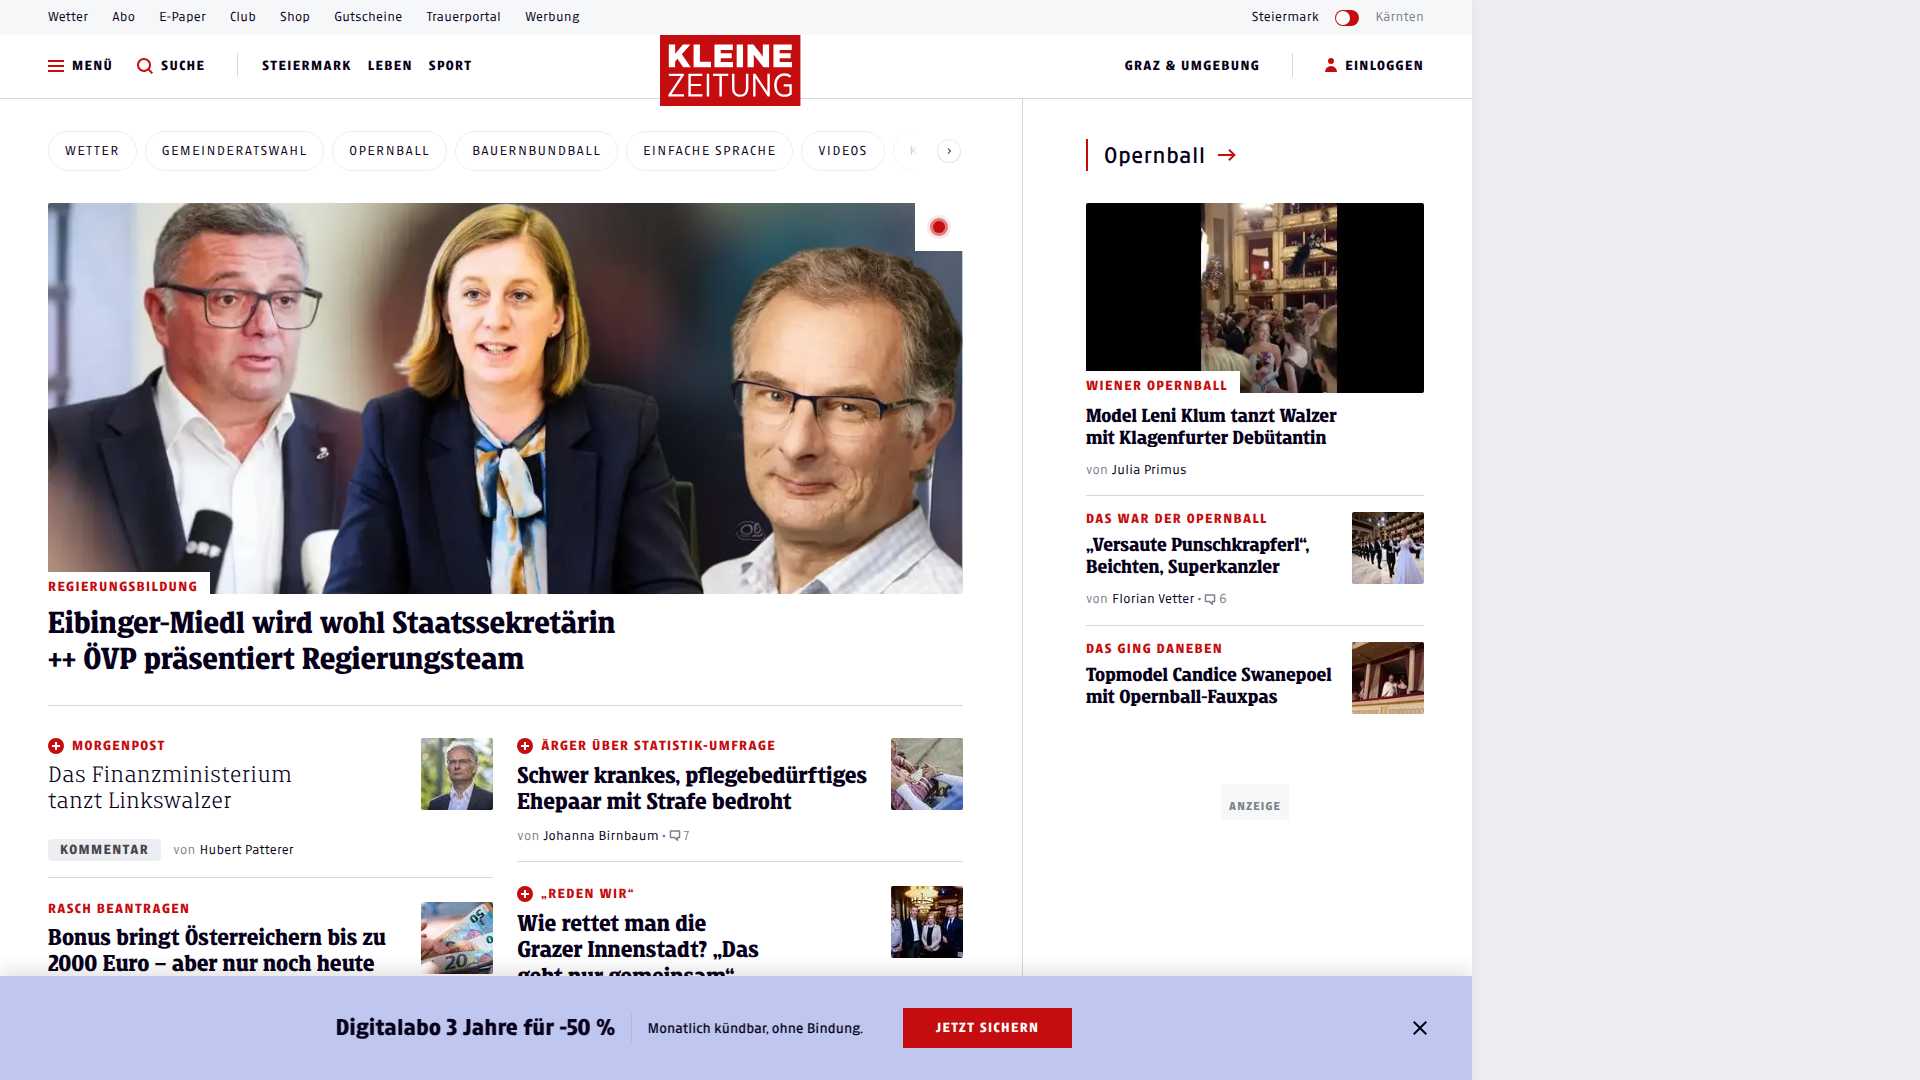 Wetter Abo E-Paper Club Shop Gutscheine Trauerportal Werbung Steiermark Kärnten
MENÜ SUCHE STEIERMARK LEBEN SPORT KLEINE ZEITUNG GRAZ & UMGEBUNG EINLOGGEN
WETTER GEMEINDERATSWAHL OPERNBALL BAUERNBUNDBALL EINFACHE SPRACHE VIDEOS K
ORF
REGIERUNGSBILDUNG
Eibinger-Miedl wird wohl Staatssekretärin
++ ÖVP präsentiert Regierungsteam
MORGENPOST
Das Finanzministerium
tanzt Linkswalzer
KOMMENTAR von Hubert Patterer
RASCH BEANTRAGEN
Bonus bringt Österreichern bis zu
2000 Euro – aber nur noch heute
50
20
ÄRGER ÜBER STATISTIK-UMFRAGE
Schwer krankes, pflegebedürftiges
Ehepaar mit Strafe bedroht
von Johanna Birnbaum • 7
„REDEN WIR“
Wie rettet man die
Grazer Innenstadt? „Das
geht nur gemeinsam“
Opernball
WIENER OPERNBALL
Model Leni Klum tanzt Walzer
mit Klagenfurter Debütantin
von Julia Primus
DAS WAR DER OPERNBALL
„Versaute Punschkrapferl“,
Beichten, Superkanzler
von Florian Vetter • 6
DAS GING DANEBEN
Topmodel Candice Swanepoel
mit Opernball-Fauxpas
ANZEIGE
Digitalabo 3 Jahre für -50 % Monatlich kündbar, ohne Bindung. JETZT SICHERN